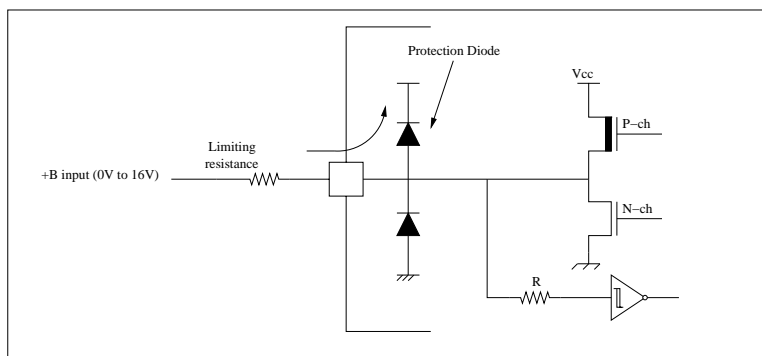 Protection Diode
Vcc
P−ch
Limiting
resistance
+B input (0V to 16V)
N−ch
R